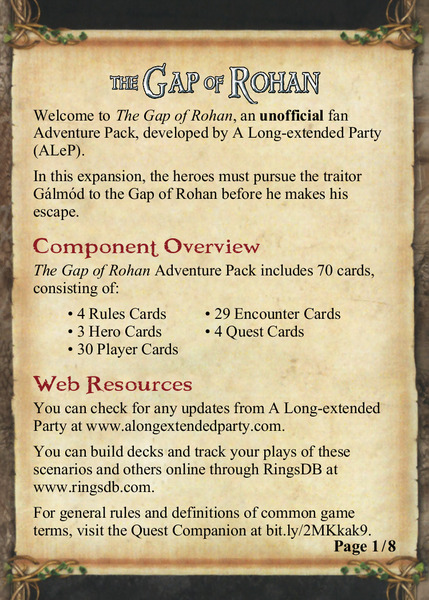 THE GAP OF ROHAN
Welcome to The Gap of Rohan, an unofficial fan
Adventure Pack, developed by A Long-extended Party
(ALeP).
In this expansion, the heroes must pursue the traitor
Gálmód to the Gap of Rohan before he makes his
escape.
Component Overview
The Gap of Rohan Adventure Pack includes 70 cards,
consisting of:
• 4 Rules Cards • 29 Encounter Cards
• 3 Hero Cards • 4 Quest Cards
• 30 Player Cards
Web Resources
You can check for any updates from A Long-extended
Party at www.alongextendedparty.com.
You can build decks and track your plays of these
scenarios and others online through RingsDB at
www.ringsdb.com.
For general rules and definitions of common game
terms, visit the Quest Companion at bit.ly/2MKkak9.
Page 1/8